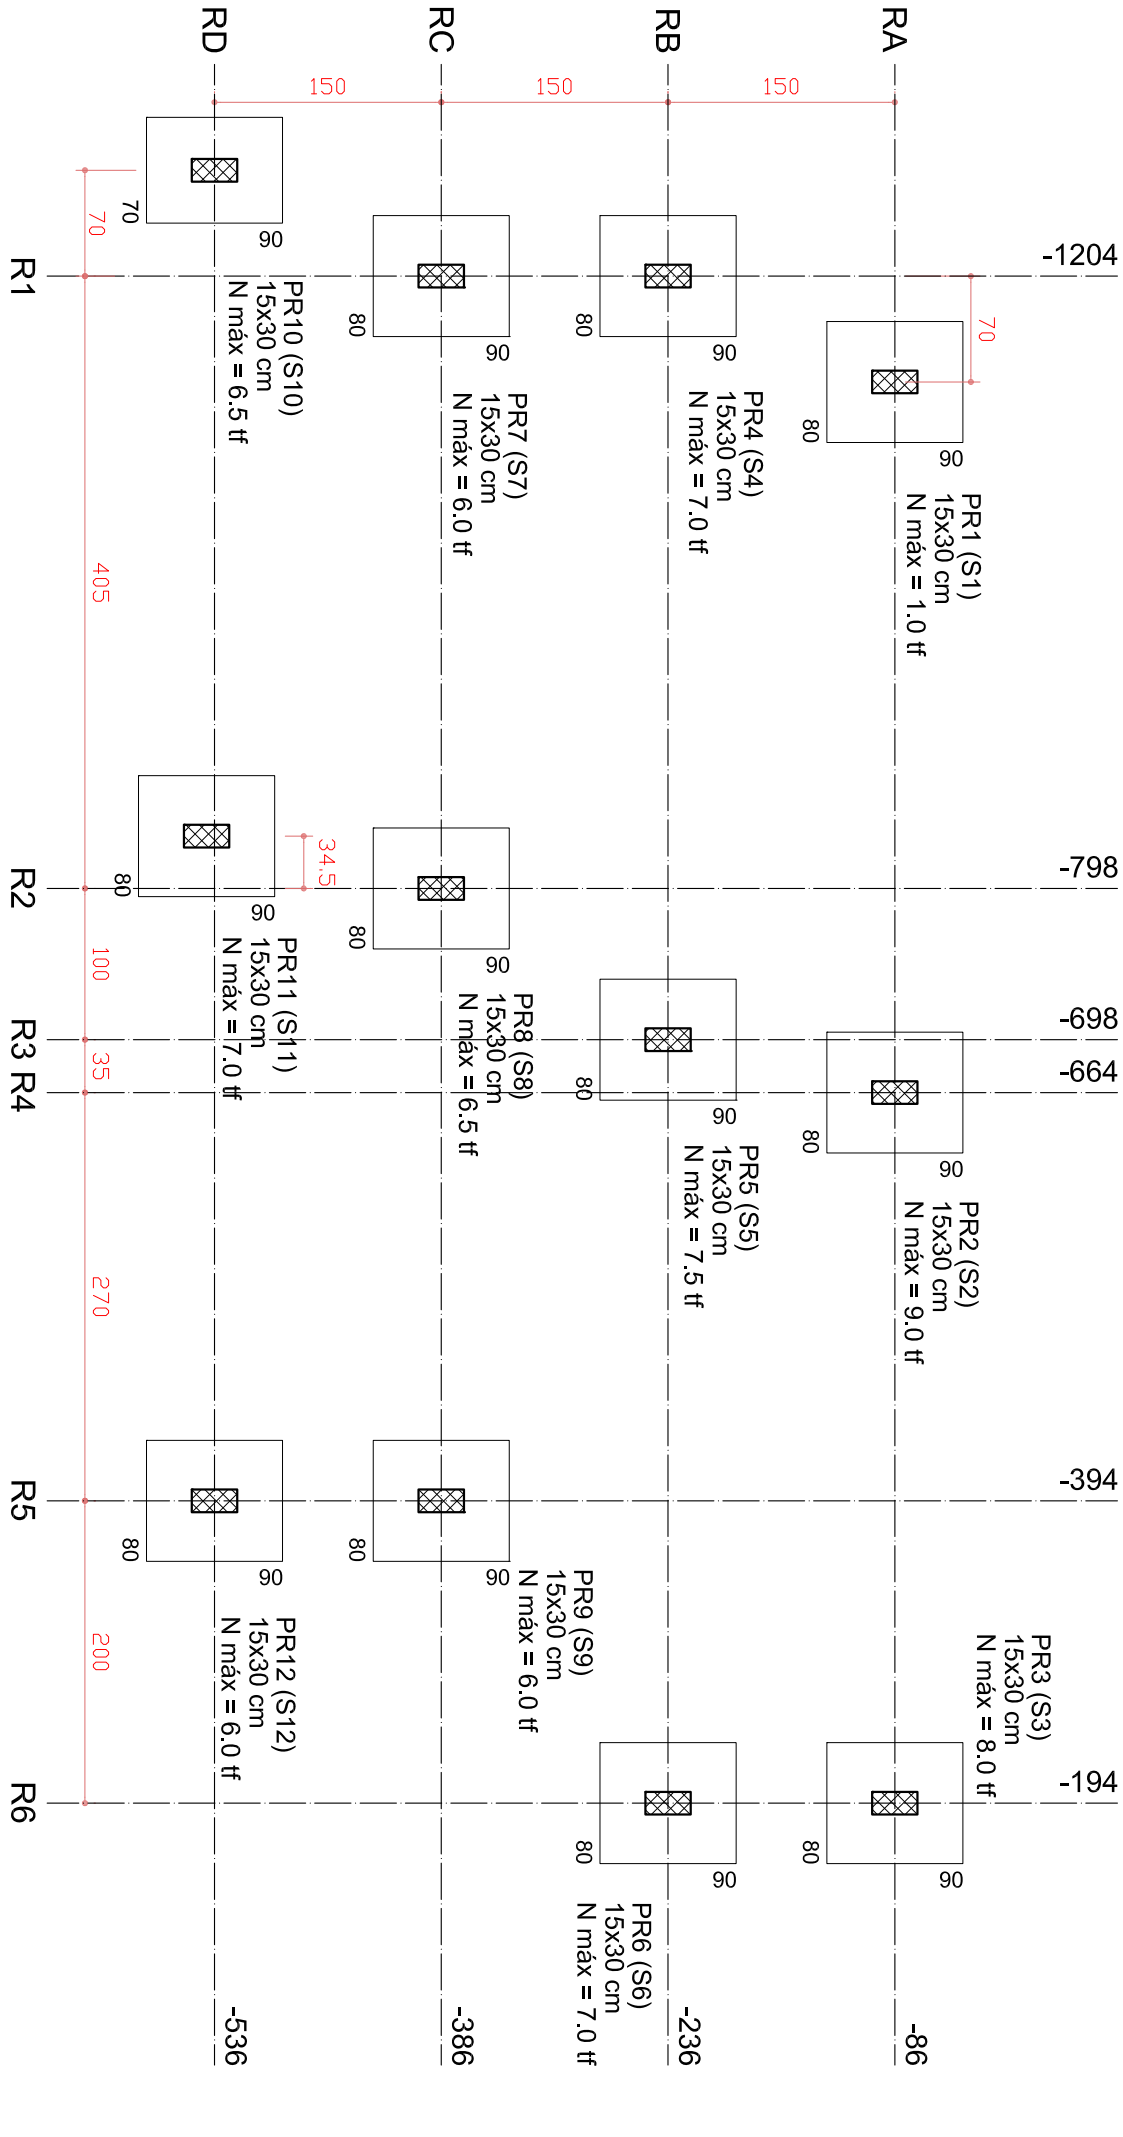 RA
RB
RC
RD
150
150
150
70
70
405
34.5
100
35
270
200
R1
R2
R3
R4
R5
R6
-1204
-798
-698
-664
-394
-194
-86
-236
-386
-536
PR1 (S1)
15x30 cm
N máx = 1.0 tf
80
90
PR2 (S2)
15x30 cm
N máx = 9.0 tf
80
90
PR3 (S3)
15x30 cm
N máx = 8.0 tf
80
90
PR4 (S4)
15x30 cm
N máx = 7.0 tf
80
90
PR5 (S5)
15x30 cm
N máx = 7.5 tf
80
90
PR6 (S6)
15x30 cm
N máx = 7.0 tf
80
90
PR7 (S7)
15x30 cm
N máx = 6.0 tf
80
90
PR8 (S8)
15x30 cm
N máx = 6.5 tf
80
90
PR9 (S9)
15x30 cm
N máx = 6.0 tf
80
90
PR10 (S10)
15x30 cm
N máx = 6.5 tf
70
90
PR11 (S11)
15x30 cm
N máx = 7.0 tf
80
90
PR12 (S12)
15x30 cm
N máx = 6.0 tf
80
90